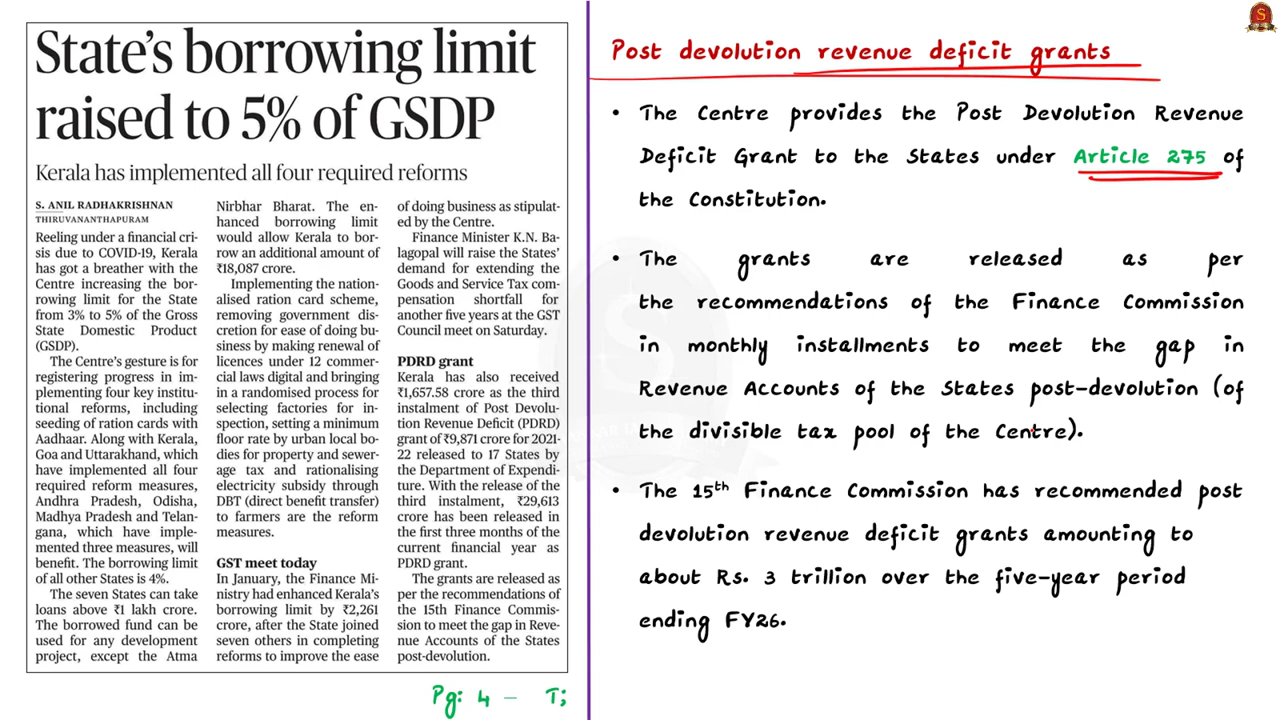 State's borrowing limit
raised to 5% of GSDP
Kerala has implemented all four required reforms
S. ANIL RADHAKRISHNAN
THIRUVANANTHAPURAM
Reeling under a financial cri-
sis due to COVID-19, Kerala
has got a breather with the
Centre increasing the bor-
rowing limit for the State
from 3% to 5% of the Gross
State Domestic Product
(GSDP).
The Centre's gesture is for
registering progress in im-
plementing four key institu-
tional reforms, including
seeding of ration cards with
Aadhaar. Along with Kerala,
Goa and Uttarakhand, which
have implemented all four
required reform measures,
Andhra Pradesh, Odisha,
Madhya Pradesh and Telan-
gana, which have imple-
mented three measures, will
benefit. The borrowing limit
of all other States is 4%.
The seven States can take
loans above ₹1 lakh crore.
The borrowed fund can be
used for any development
project, except the Atma
Nirbhar Bharat. The en-
hanced borrowing limit
would allow Kerala to bor-
row an additional amount of
₹18,087 crore.
Implementing the nation-
alised ration card scheme,
removing government dis-
cretion for ease of doing bu-
siness by making renewal of
licences under 12 commer-
cial laws digital and bringing
in a randomised process for
selecting factories for in-
spection, setting a minimum
floor rate by urban local bo-
dies for property and sewer-
age tax and rationalising
electricity subsidy through
DBT (direct benefit transfer)
to farmers are the reform
measures.
GST meet today
In January, the Finance Mi-
nistry had enhanced Kerala's
borrowing limit by ₹2,261
crore, after the State joined
seven others in completing
reforms to improve the ease
of doing business as stipulat-
ed by the Centre.
Finance Minister K.N. Ba-
lagopal will raise the States'
demand for extending the
Goods and Service Tax com-
pensation shortfall for
another five years at the GST
Council meet on Saturday.
PDRD grant
Kerala has also received
₹1,657.58 crore as the third
instalment of Post Devolu-
tion Revenue Deficit (PDRD)
grant of ₹9,871 crore for 2021-
22 released to 17 States by
the Department of Expendi-
ture. With the release of the
third instalment, ₹29,613
crore has been released in
the first three months of the
current financial year as
PDRD grant.
The grants are released as
per the recommendations of
the 15th Finance Commis-
sion to meet the gap in Reve-
nue Accounts of the States
post-devolution.
Pg: 4 - T;
Post devolution revenue deficit grants
• The Centre provides the Post Devolution Revenue
Deficit Grant to the States under Article 275 of
the Constitution.
• The grants are released as per
the recommendations of the Finance Commission
in monthly installments to meet the gap in
Revenue Accounts of the States post-devolution (of
the divisible tax pool of the Centre).
• The 15th Finance Commission has recommended post
devolution revenue deficit grants amounting to
about Rs. 3 trillion over the five-year period
ending FY26.